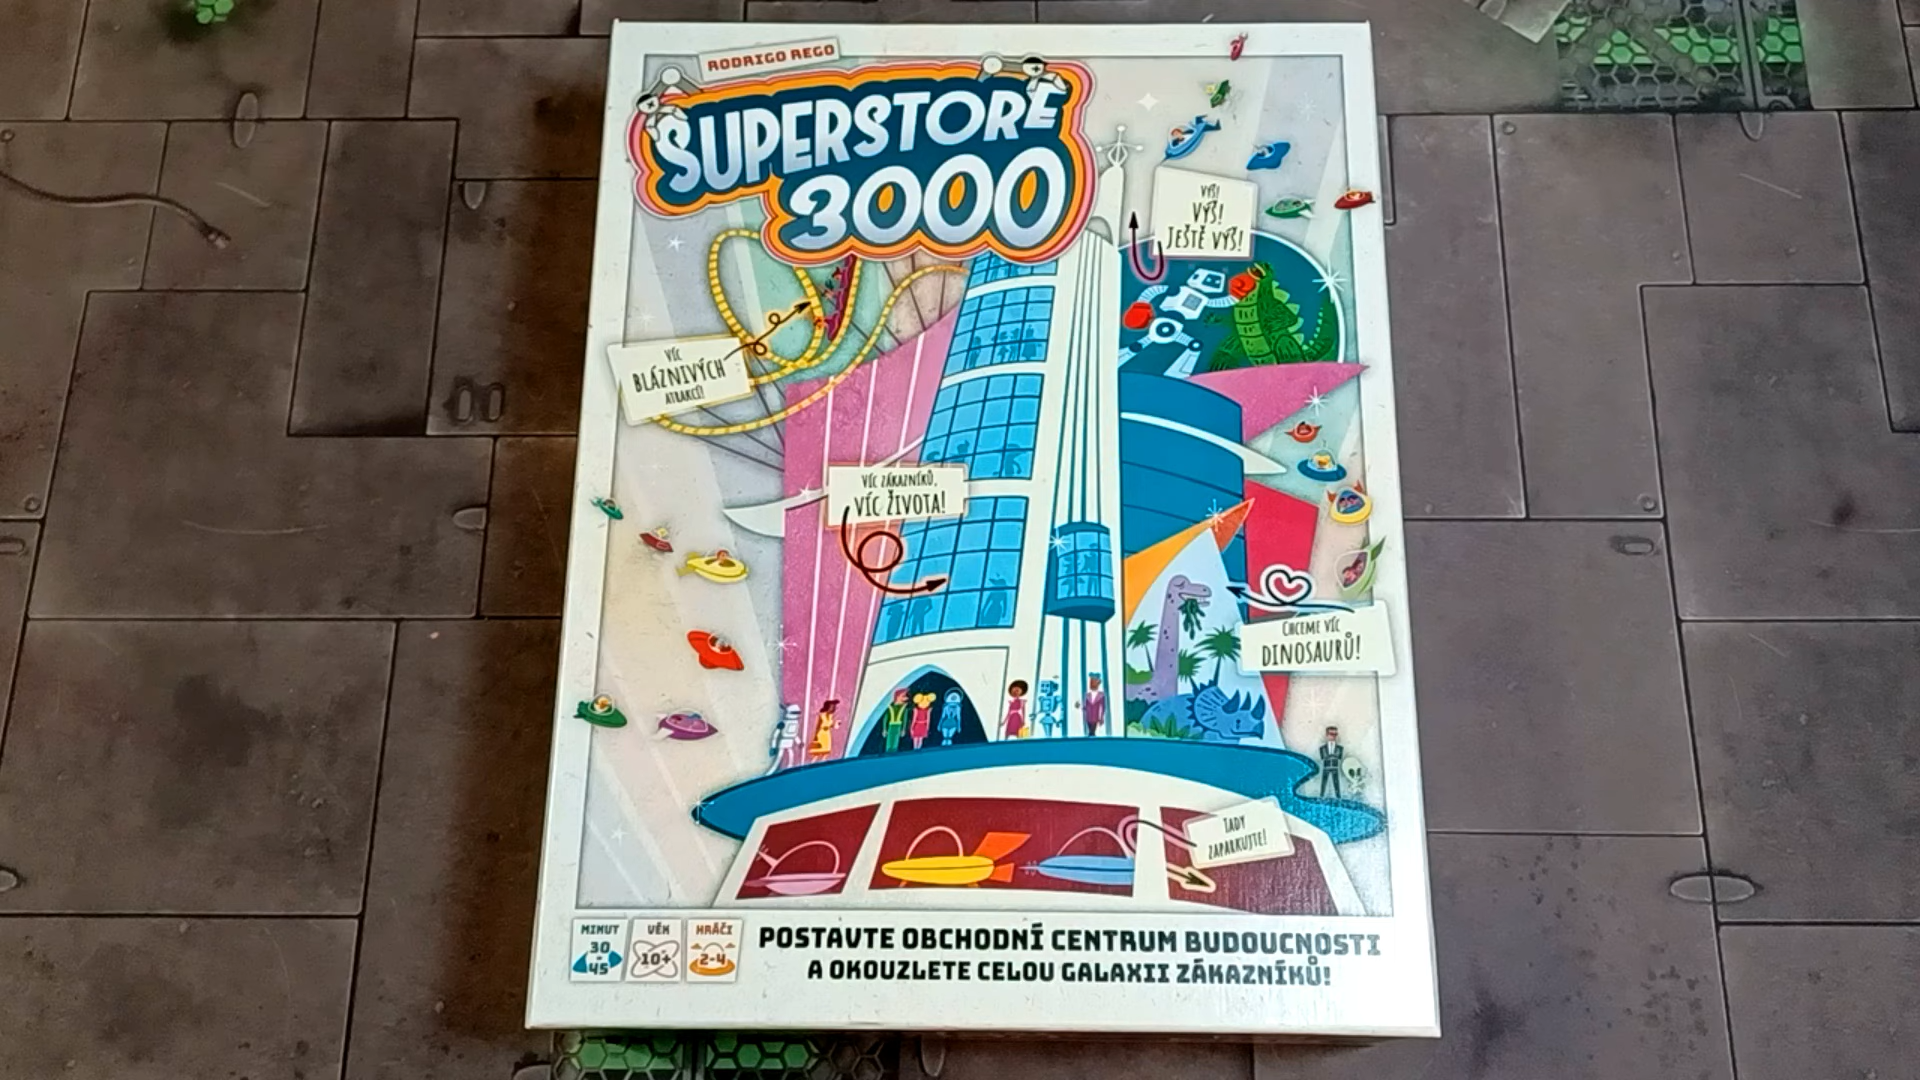 RODRIGO REGO
SUPERSTORE
3000
VÝŠ!
VÝŠ!
JEŠTĚ VÝŠ!
VÍC
BLÁZNIVÝCH
ATRAKCÍ!
VÍC ZÁKAZNÍKŮ,
VÍC ŽIVOTA!
CHCEME VÍC
DINOSAURŮ!
TADY
ZAPARKUJTE!
MINUT
30
-
45
VĚK
10+
HRÁČI
2-4
POSTAVTE OBCHODNÍ CENTRUM BUDOUCNOSTI
A OKOUZLETE CELOU GALAXII ZÁKAZNÍKŮ!